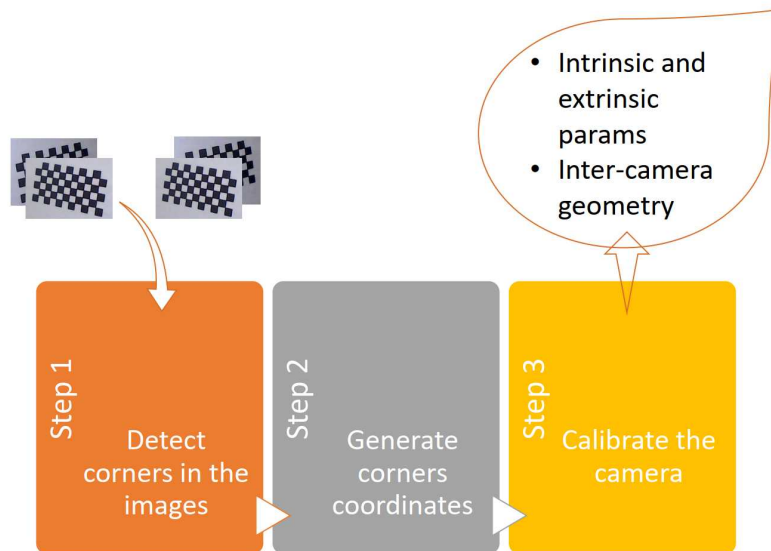 • Intrinsic and
extrinsic
params
• Inter-camera
geometry
Step 1
Detect
corners in the
images
Step 2
Generate
corners
coordinates
Step 3
Calibrate the
camera